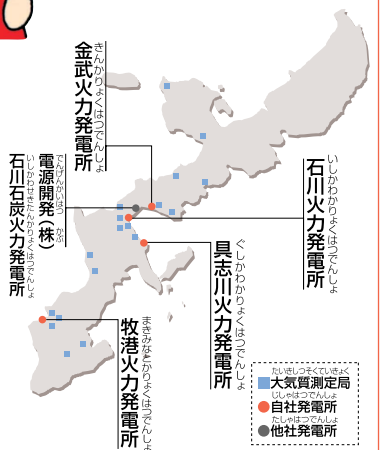 きんかりょくはつでんしょ
金武火力発電所
いしかわかりょくはつでんしょ
石川火力発電所
でんげんかいはつ かぶ
電源開発(株)
いしかわせきたんかりょくはつでんしょ
石川石炭火力発電所
ぐしかわかりょくはつでんしょ
具志川火力発電所
まきみなとかりょくはつでんしょ
牧港火力発電所
たいきしつそくていきょく
大気質測定局
じしゃはつでんしょ
自社発電所
たしゃはつでんしょ
他社発電所